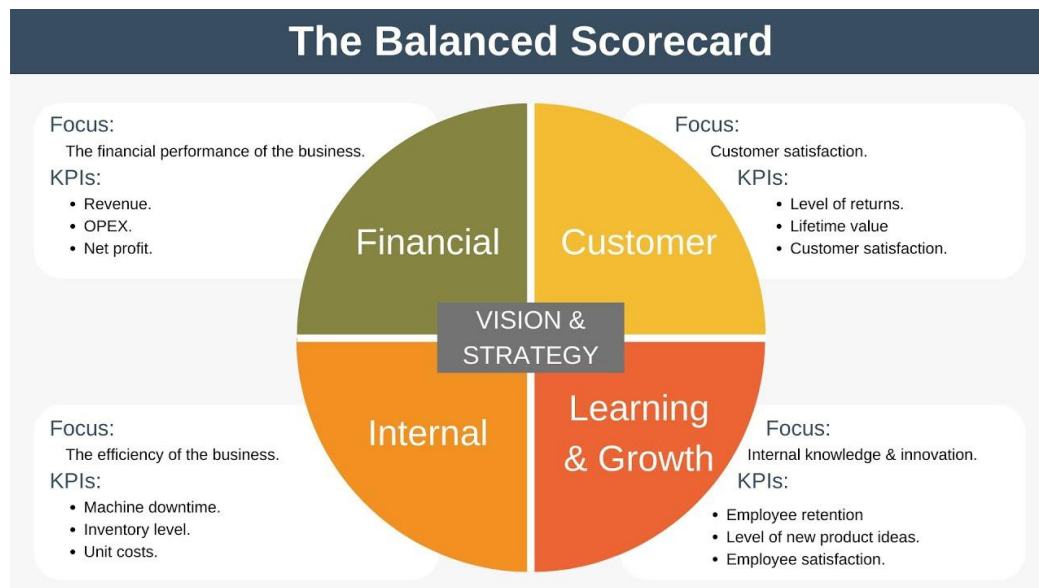 The Balanced Scorecard
Focus:
The financial performance of the business.
KPIs:
• Revenue.
• OPEX.
• Net profit.
Financial
Customer
Focus:
Customer satisfaction.
KPIs:
• Level of returns.
• Lifetime value
• Customer satisfaction.
VISION &
STRATEGY
Focus:
The efficiency of the business.
KPIs:
• Machine downtime.
• Inventory level.
• Unit costs.
Internal
Learning
& Growth
Focus:
Internal knowledge & innovation.
KPIs:
• Employee retention
• Level of new product ideas.
• Employee satisfaction.